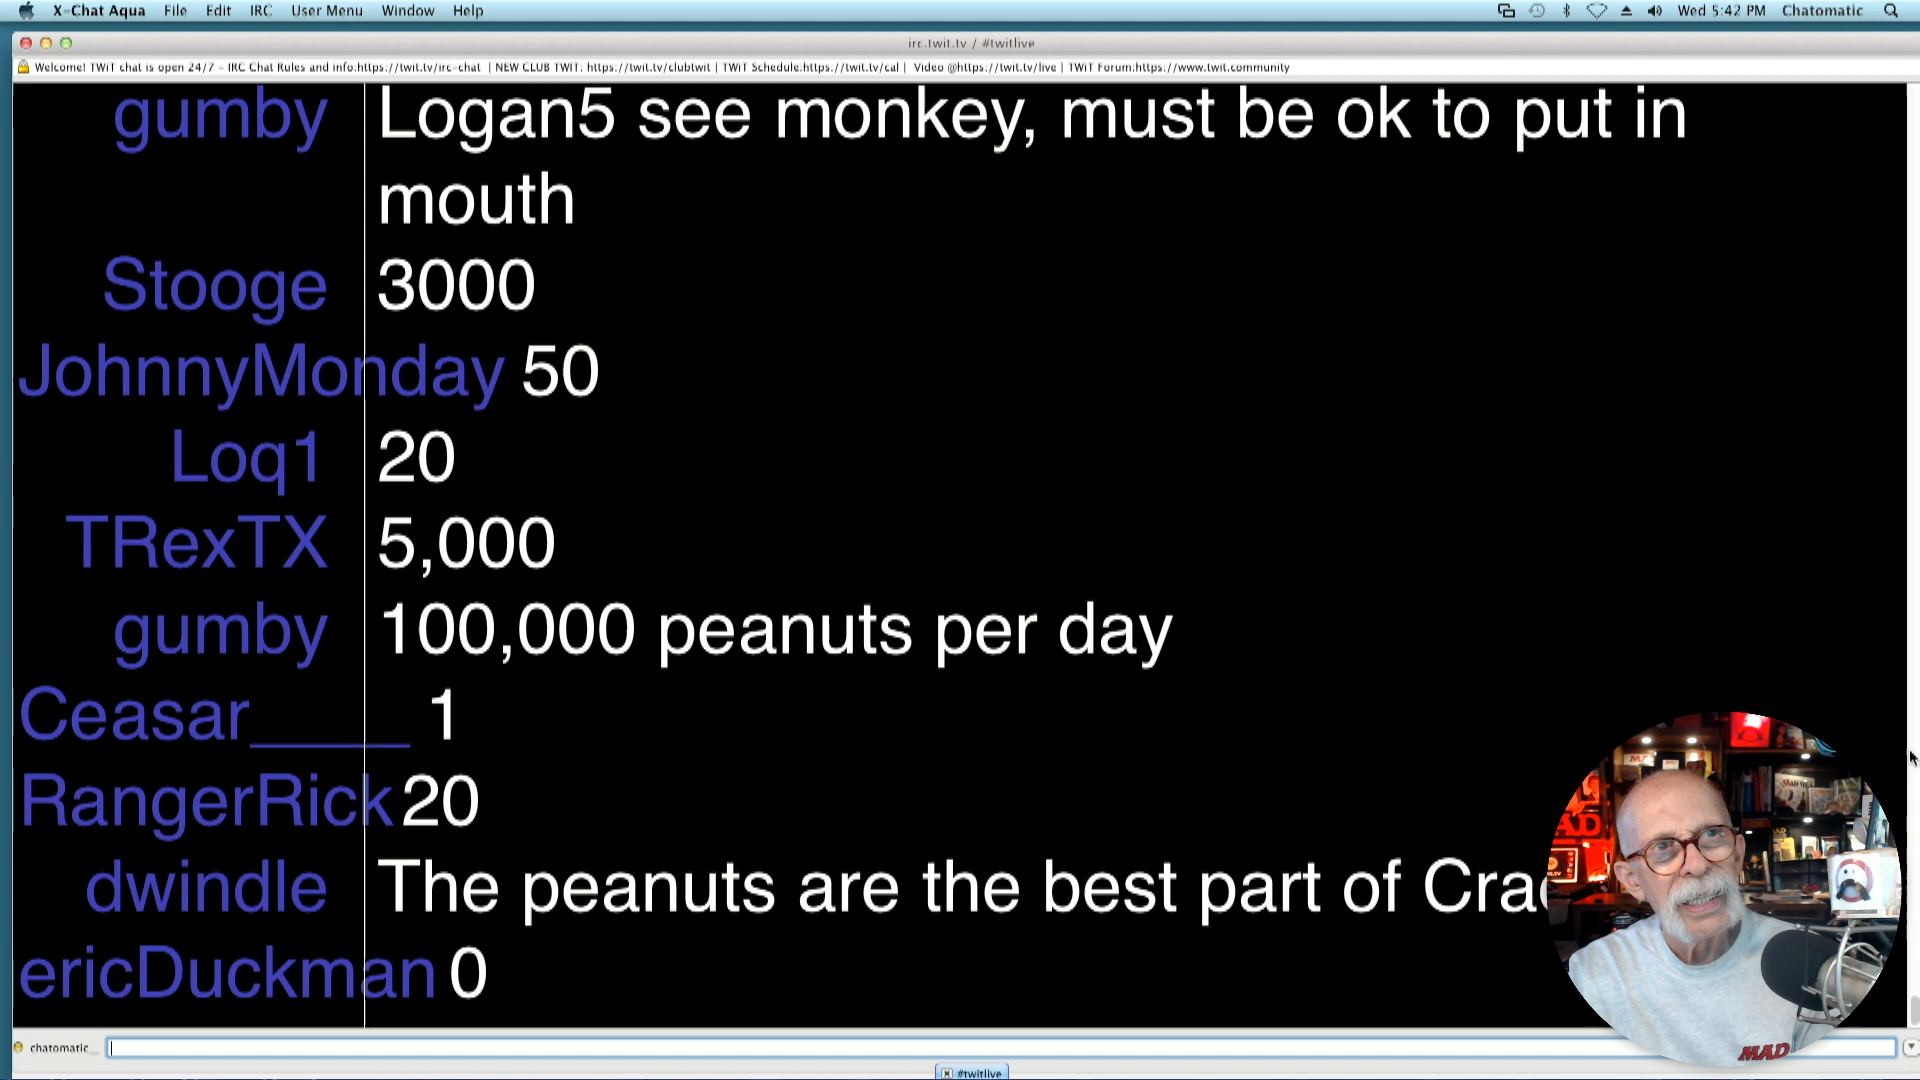 X-Chat Aqua File Edit IRC User Menu Window Help Wed 5:42 PM Chatomatic
irc.twit.tv / #twitlive
Welcome! TWiT chat is open 24/7 - IRC Chat Rules and info:https://twit.tv/irc-chat | NEW CLUB TWIT: https://twit.tv/clubtwit | TWiT Schedule:https://twit.tv/cal | Video @https://twit.tv/live | TWiT Forum:https://www.twit.community
gumby Logan5 see monkey, must be ok to put in
mouth
Stooge 3000
JohnnyMonday 50
Loq1 20
TRexTX 5,000
gumby 100,000 peanuts per day
Ceasar_____ 1
RangerRick 20
dwindle The peanuts are the best part of
ericDuckman 0
MAD
MAD
chatomatic_
#twitlive